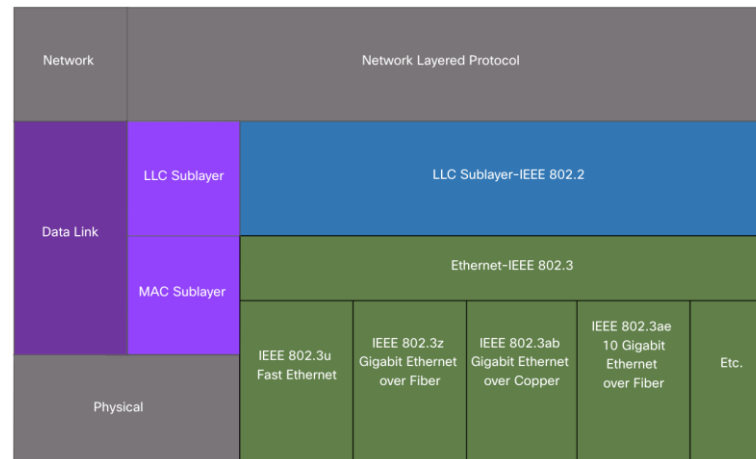 Network
Network Layered Protocol
Data Link
LLC Sublayer
LLC Sublayer-IEEE 802.2
MAC Sublayer
Ethernet-IEEE 802.3
IEEE 802.3u
Fast Ethernet
IEEE 802.3z
Gigabit Ethernet
over Fiber
IEEE 802.3ab
Gigabit Ethernet
over Copper
IEEE 802.3ae
10 Gigabit
Ethernet
over Fiber
Etc.
Physical